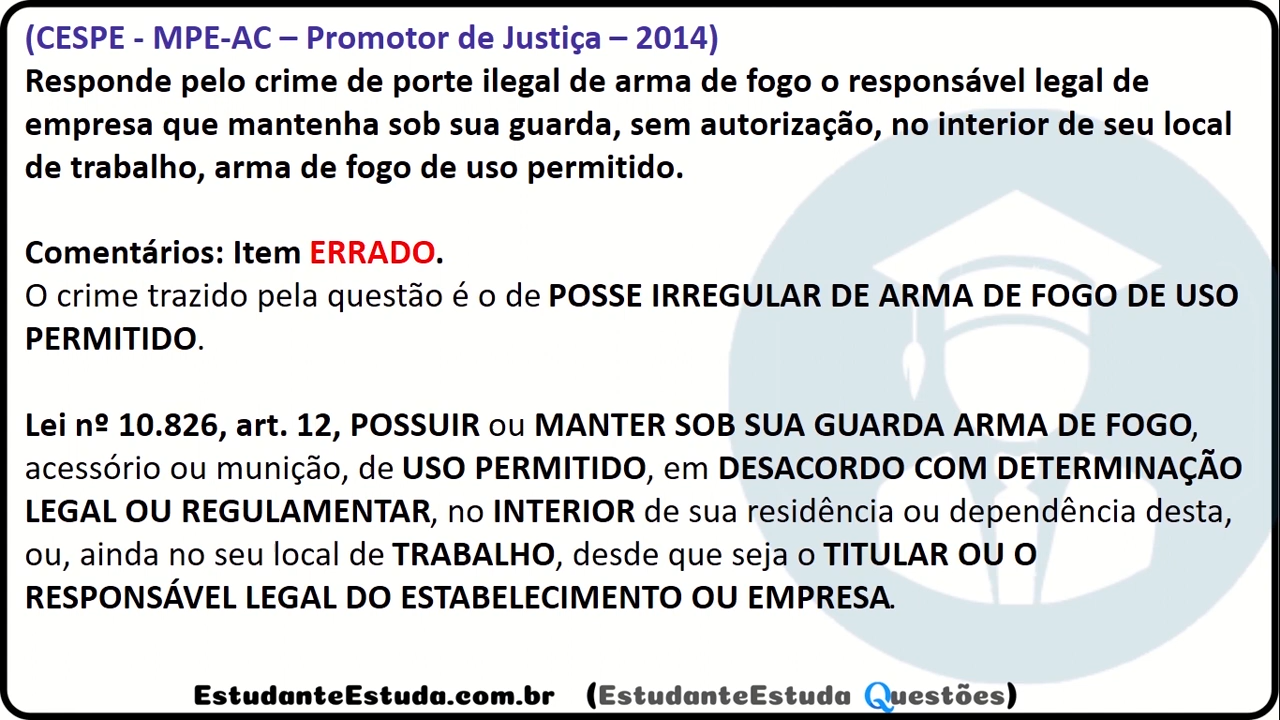 (CESPE - MPE-AC – Promotor de Justiça – 2014)
Responde pelo crime de porte ilegal de arma de fogo o responsável legal de
empresa que mantenha sob sua guarda, sem autorização, no interior de seu local
de trabalho, arma de fogo de uso permitido.
Comentários: Item ERRADO.
O crime trazido pela questão é o de POSSE IRREGULAR DE ARMA DE FOGO DE USO
PERMITIDO.
Lei nº 10.826, art. 12, POSSUIR ou MANTER SOB SUA GUARDA ARMA DE FOGO,
acessório ou munição, de USO PERMITIDO, em DESACORDO COM DETERMINAÇÃO
LEGAL OU REGULAMENTAR, no INTERIOR de sua residência ou dependência desta,
ou, ainda no seu local de TRABALHO, desde que seja o TITULAR OU O
RESPONSÁVEL LEGAL DO ESTABELECIMENTO OU EMPRESA.
EstudanteEstuda.com.br (EstudanteEstuda Questões)